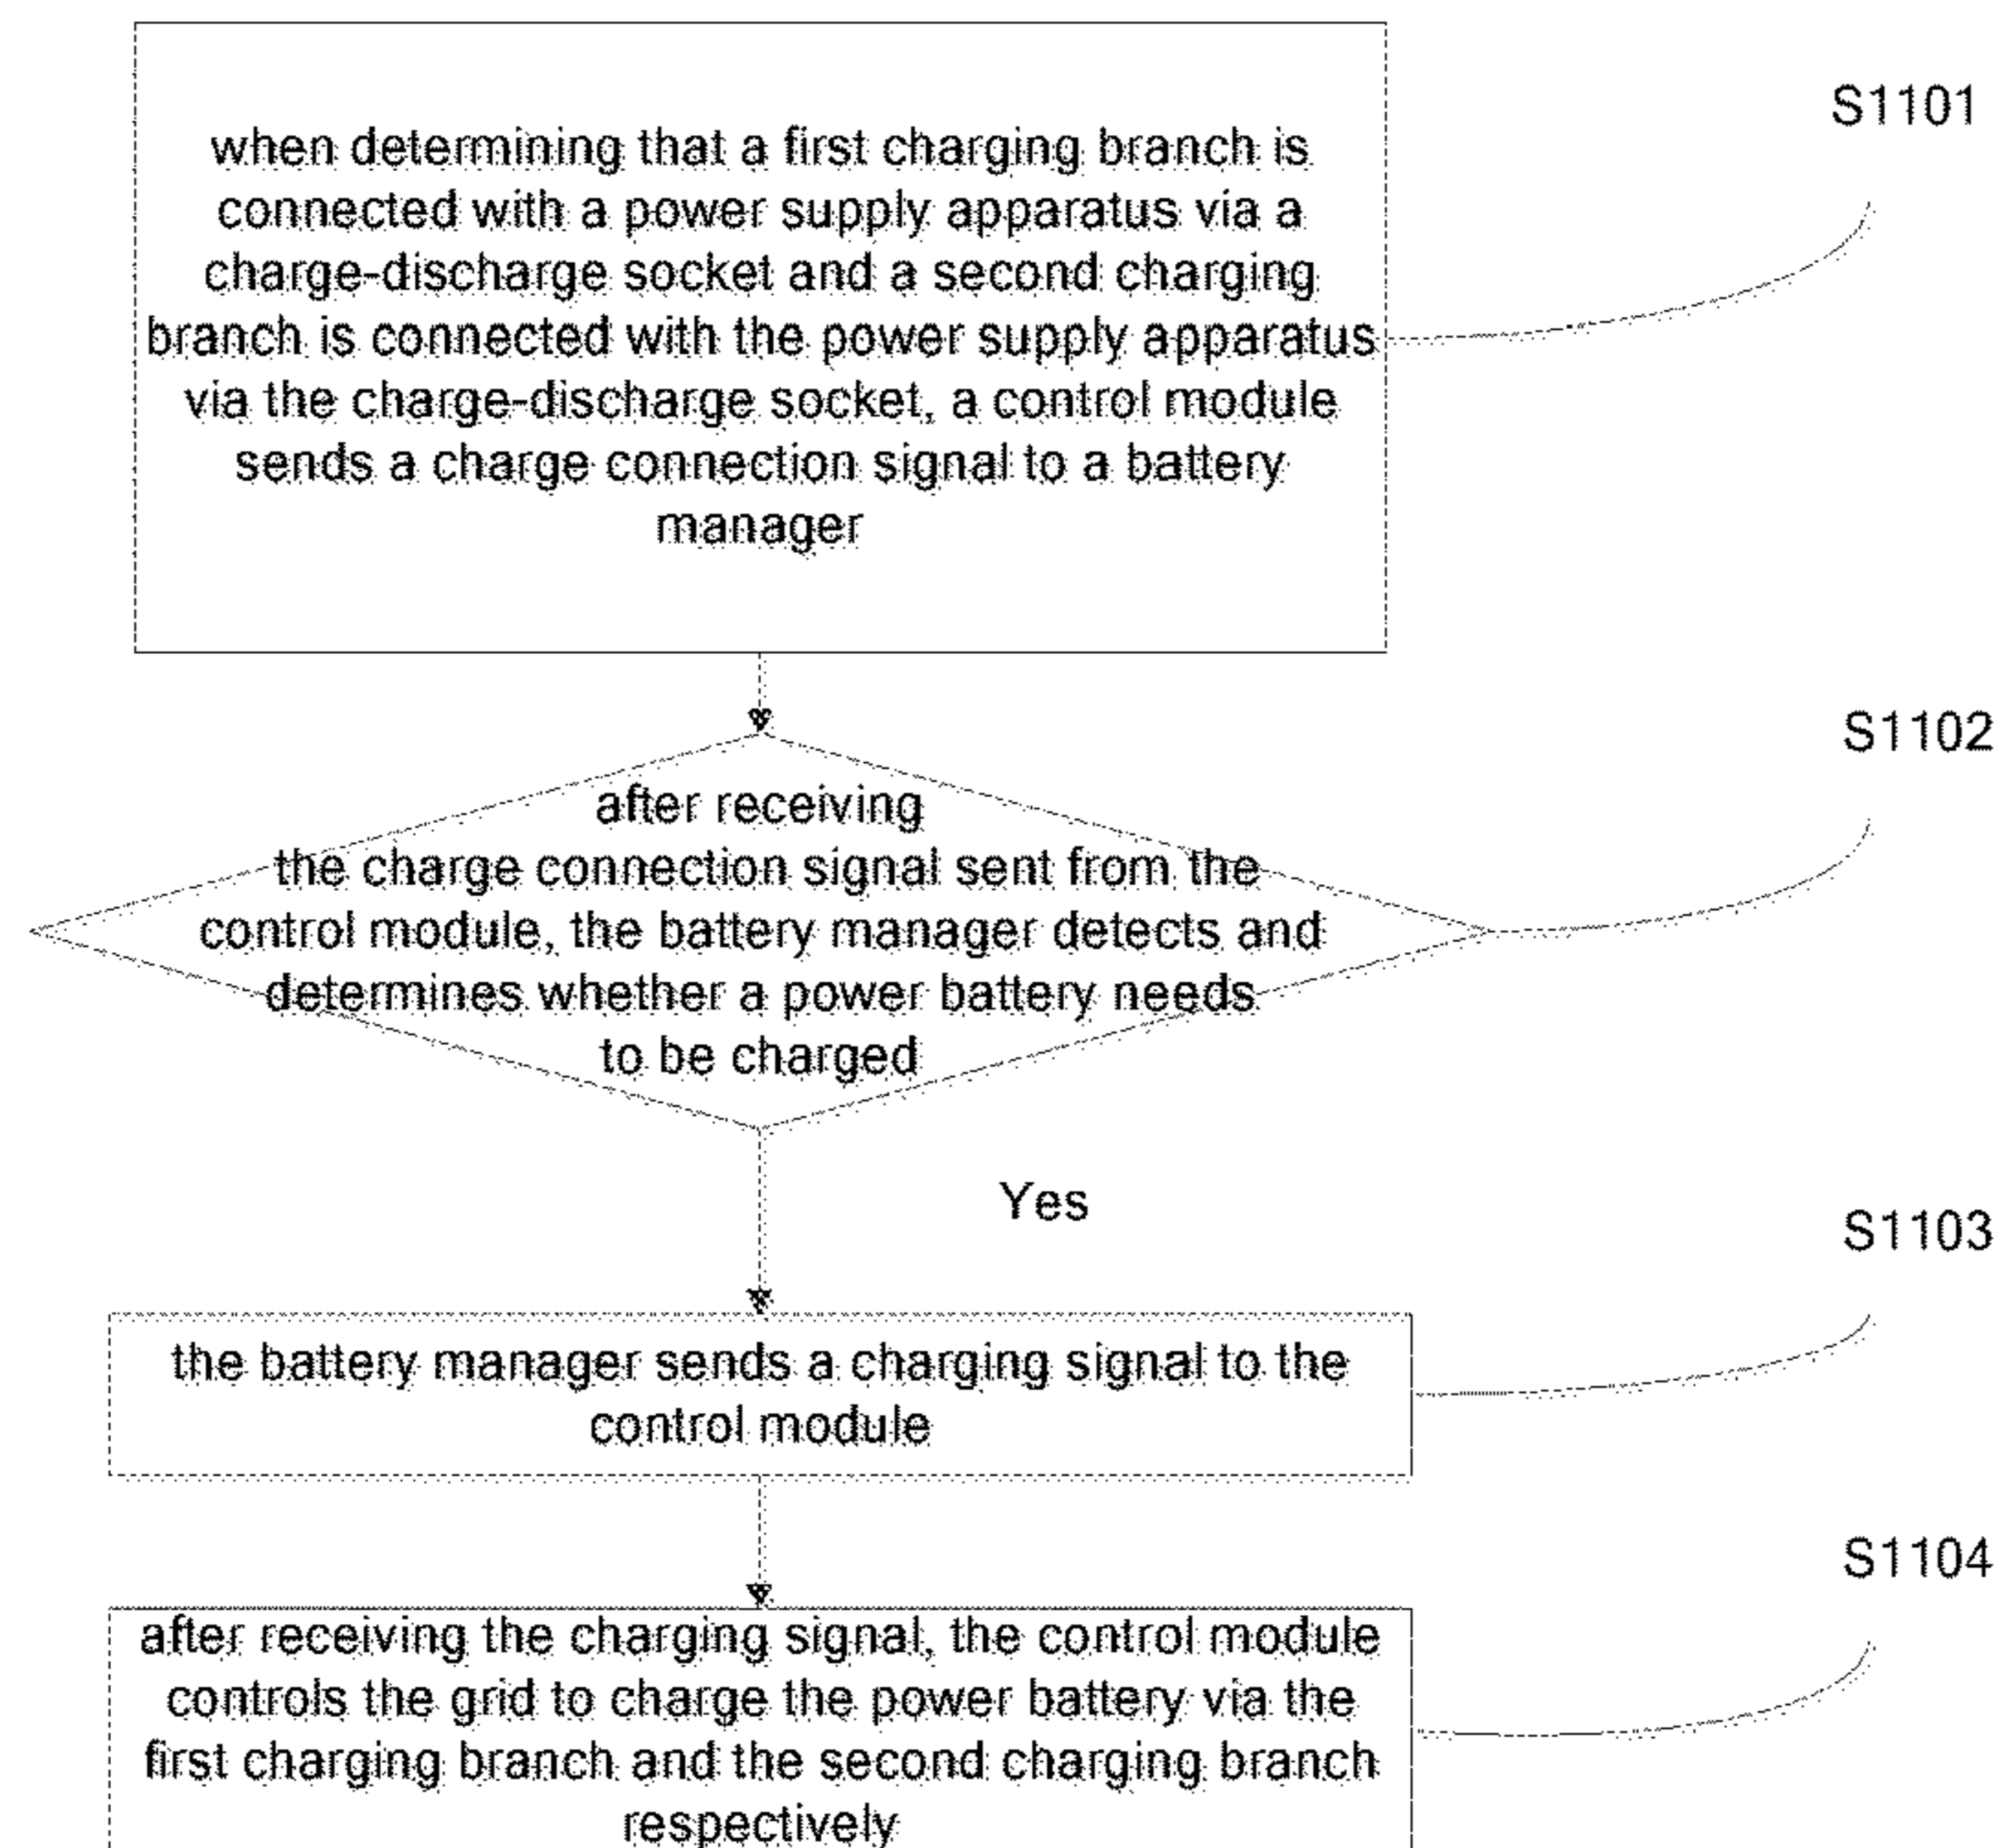 S1101
when determining that a first charging branch is
connected with a power supply apparatus via a
charge-discharge socket and a second charging
branch is connected with the power supply apparatus
via the charge-discharge socket, a control module
sends a charge connection signal to a battery
manager
S1102
after receiving
the charge connection signal sent from the
control module, the battery manager detects and
determines whether a power battery needs
to be charged
Yes
S1103
the battery manager sends a charging signal to the
control module
S1104
after receiving the charging signal, the control module
controls the grid to charge the power battery via the
first charging branch and the second charging branch
respectively